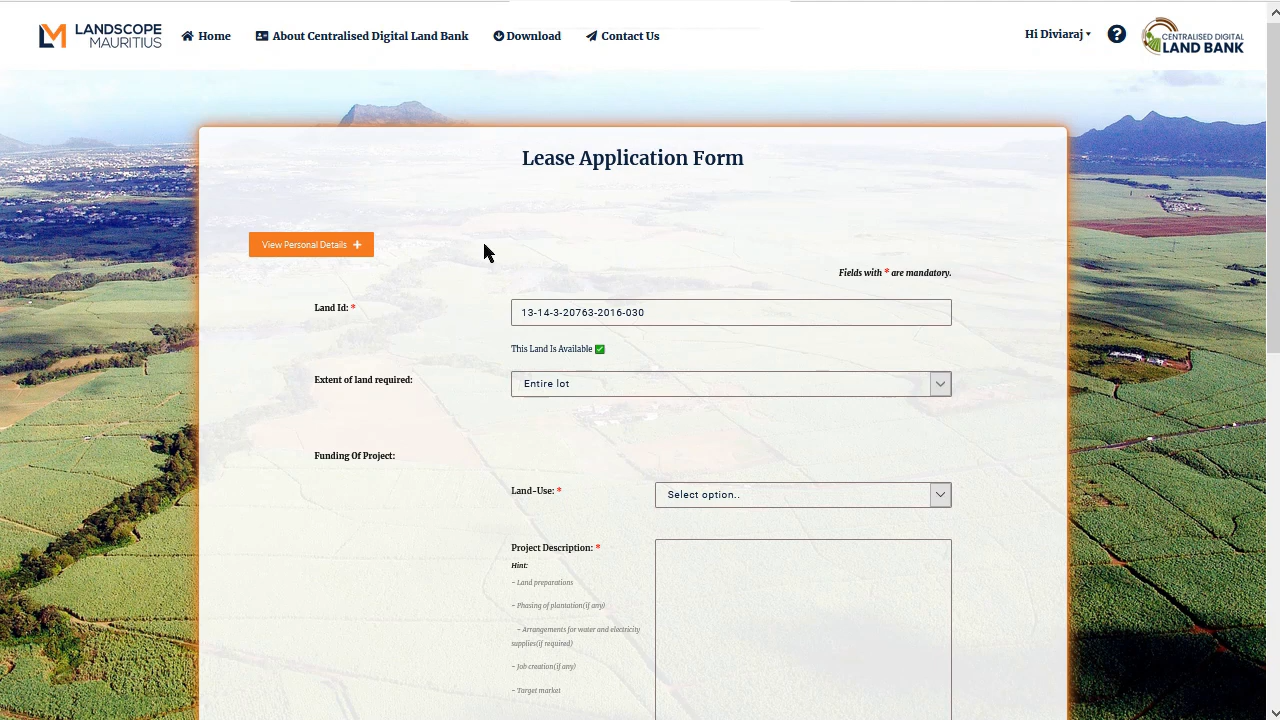 LANDSCOPE
MAURITIUS
Home
About Centralised Digital Land Bank
Download
Contact Us
Hi Diviaraj
?
CENTRALISED DIGITAL
LAND BANK
Lease Application Form
View Personal Details +
Fields with * are mandatory.
Land Id: *
13-14-3-20763-2016-030
This Land Is Available ✅
Extent of land required:
Entire lot
Funding Of Project:
Land-Use: *
Select option..
Project Description: *
Hint:
- Land preparations
- Phasing of plantation(if any)
- Arrangements for water and electricity
supplies(if required)
- Job creation(if any)
- Target market